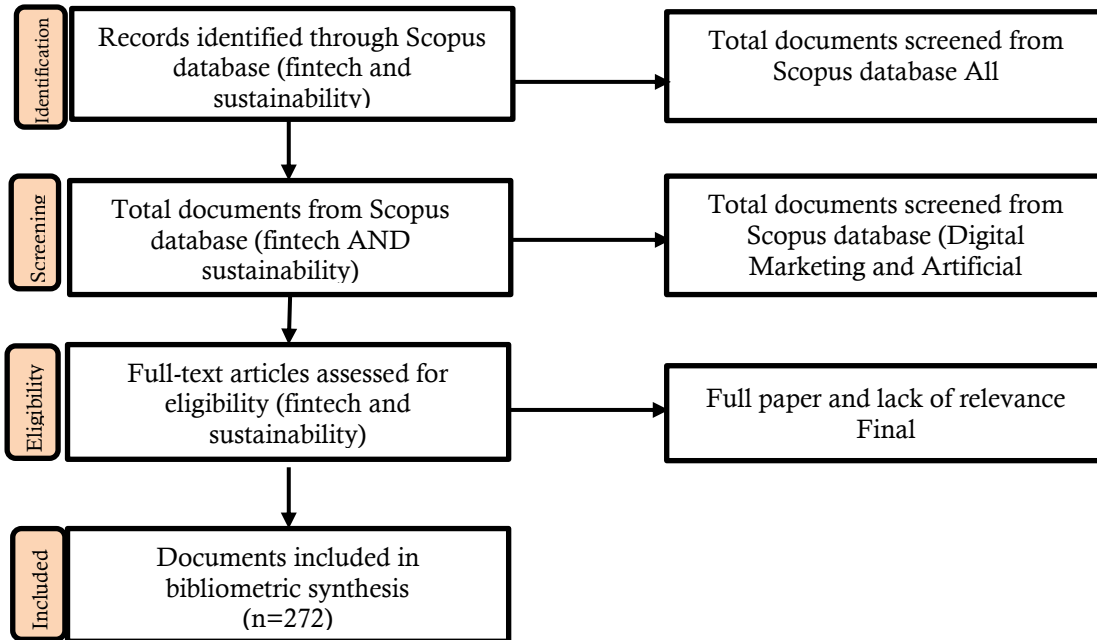 Identification
Records identified through Scopus
database (fintech and
sustainability)
Total documents screened from
Scopus database All
Screening
Total documents from Scopus
database (fintech AND
sustainability)
Total documents screened from
Scopus database (Digital
Marketing and Artificial
Eligibility
Full-text articles assessed for
eligibility (fintech and
sustainability)
Full paper and lack of relevance
Final
Included
Documents included in
bibliometric synthesis
(n=272)